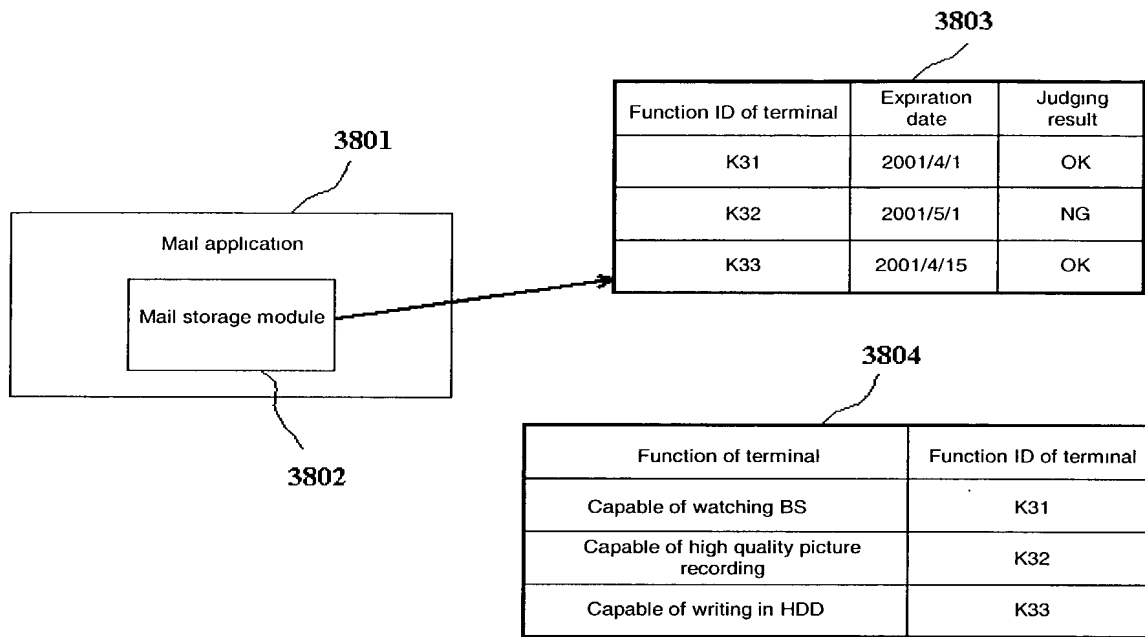 3803
Function ID of terminal
Expiration
date
Judging
result
K31
2001/4/1
OK
K32
2001/5/1
NG
K33
2001/4/15
OK
3801
Mail application
Mail storage module
3802
3804
Function of terminal
Function ID of terminal
Capable of watching BS
K31
Capable of high quality picture
recording
K32
Capable of writing in HDD
K33